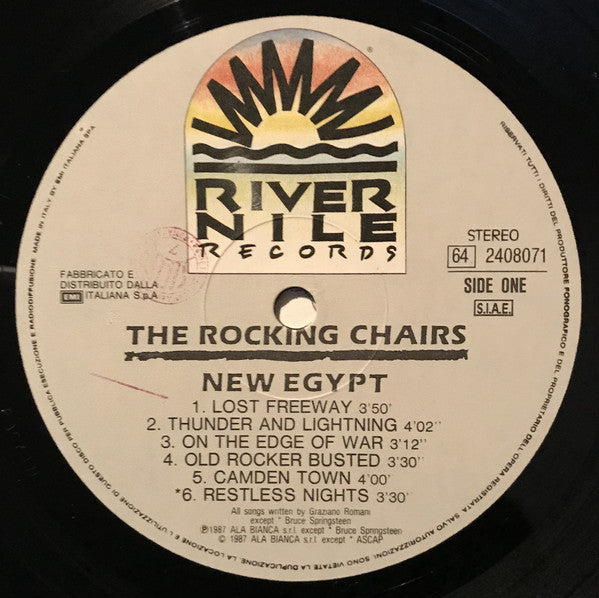 RIVER
NILE
RECORDS
®
STEREO
64 2408071
SIDE ONE
S.I.A.E.
FABBRICATO E
DISTRIBUITO DALLA
EMI ITALIANA S.p.A
THE ROCKING CHAIRS
NEW EGYPT
1. LOST FREEWAY 3'50'
2. THUNDER AND LIGHTNING 4'02''
3. ON THE EDGE OF WAR 3'12''
4. OLD ROCKER BUSTED 3'30''
5. CAMDEN TOWN 4'00'
*6. RESTLESS NIGHTS 3'30''
All songs written by Graziano Romani
except * Bruce Springsteen
℗1987 ALA BIANCA s.r.l. except * Bruce Springsteen
© 1987 ALA BIANCA s.r.l. except * ASCAP
MADE IN ITALY BY EMI ITALIANA SPA
RISERVATI TUTTI I DIRITTI DEL PRODUTTORE FONOGRAFICO E DEL PROPRIETARIO DELL'OPERA REGISTRATA SALVO AUTORIZZAZIONE. SONO VIETATE LA DUPLICAZIONE, LA LOCAZIONE E L'UTILIZZAZIONE DI QUESTO DISCO PER PUBBLICA ESECUZIONE E RADIODIFFUSIONE